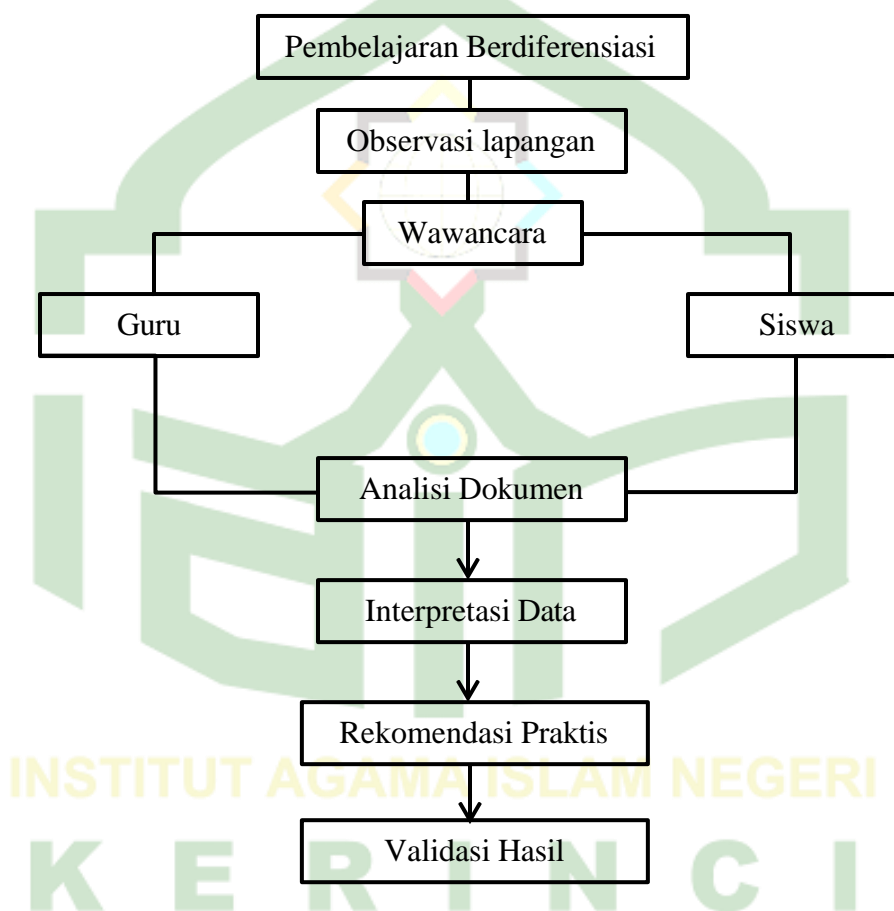 Pembelajaran Berdiferensiasi
Observasi lapangan
Wawancara
Guru
Siswa
Analisi Dokumen
Interpretasi Data
Rekomendasi Praktis
INSTITUT AGAMA ISLAM NEGERI
Validasi Hasil
KERINCI